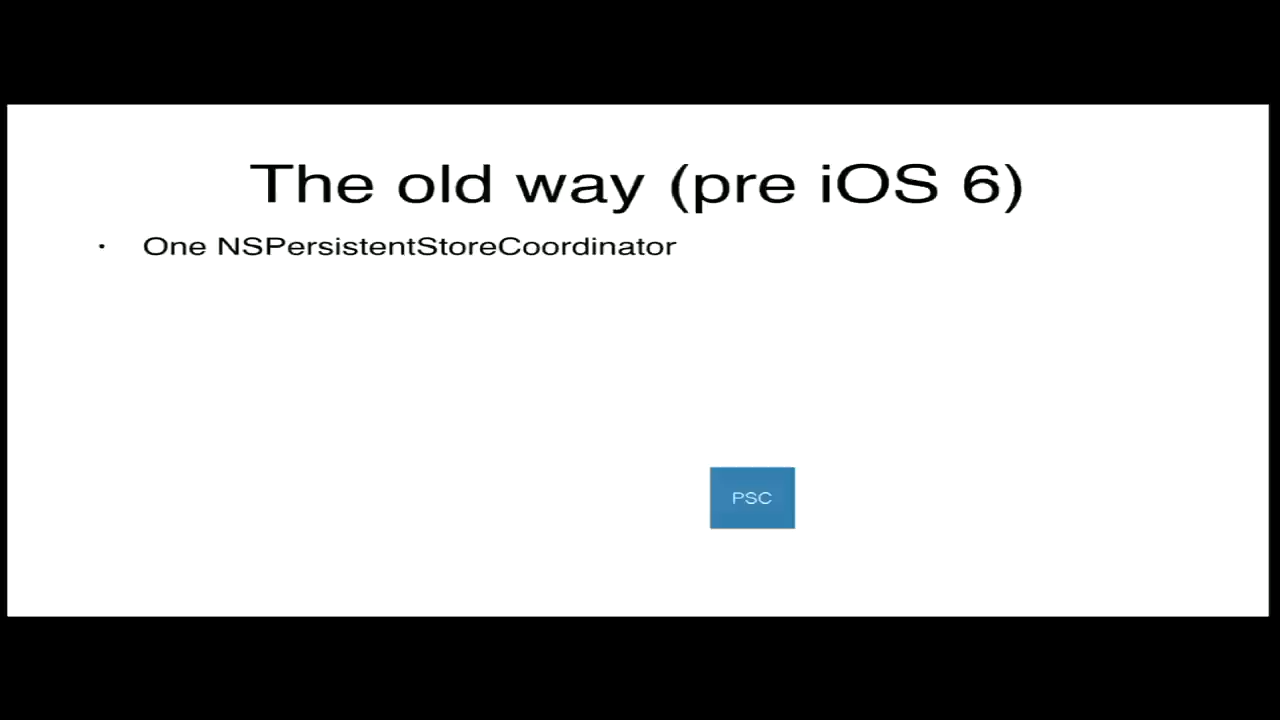 The old way (pre iOS 6)
· One NSPersistentStoreCoordinator
PSC